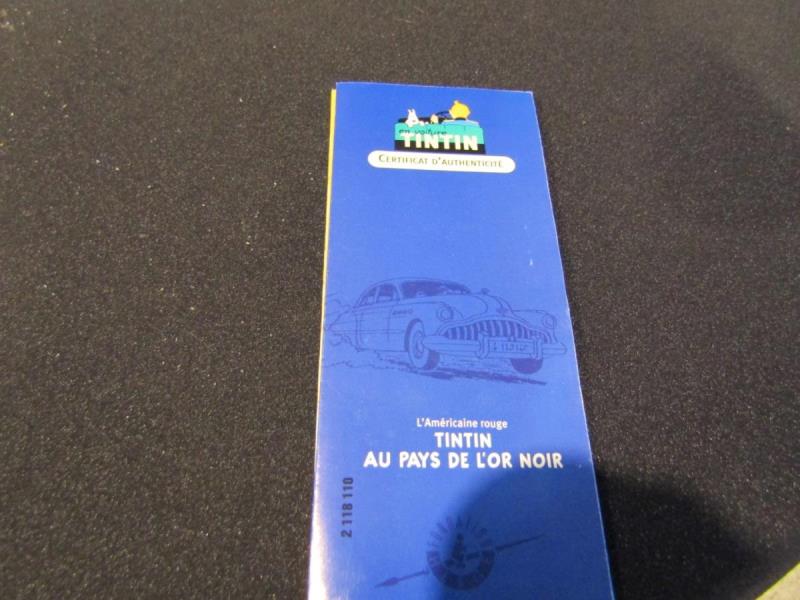 en voiture
TINTIN
CERTIFICAT D'AUTHENTICITÉ
L'Américaine rouge
TINTIN
AU PAYS DE L'OR NOIR
2 118 110